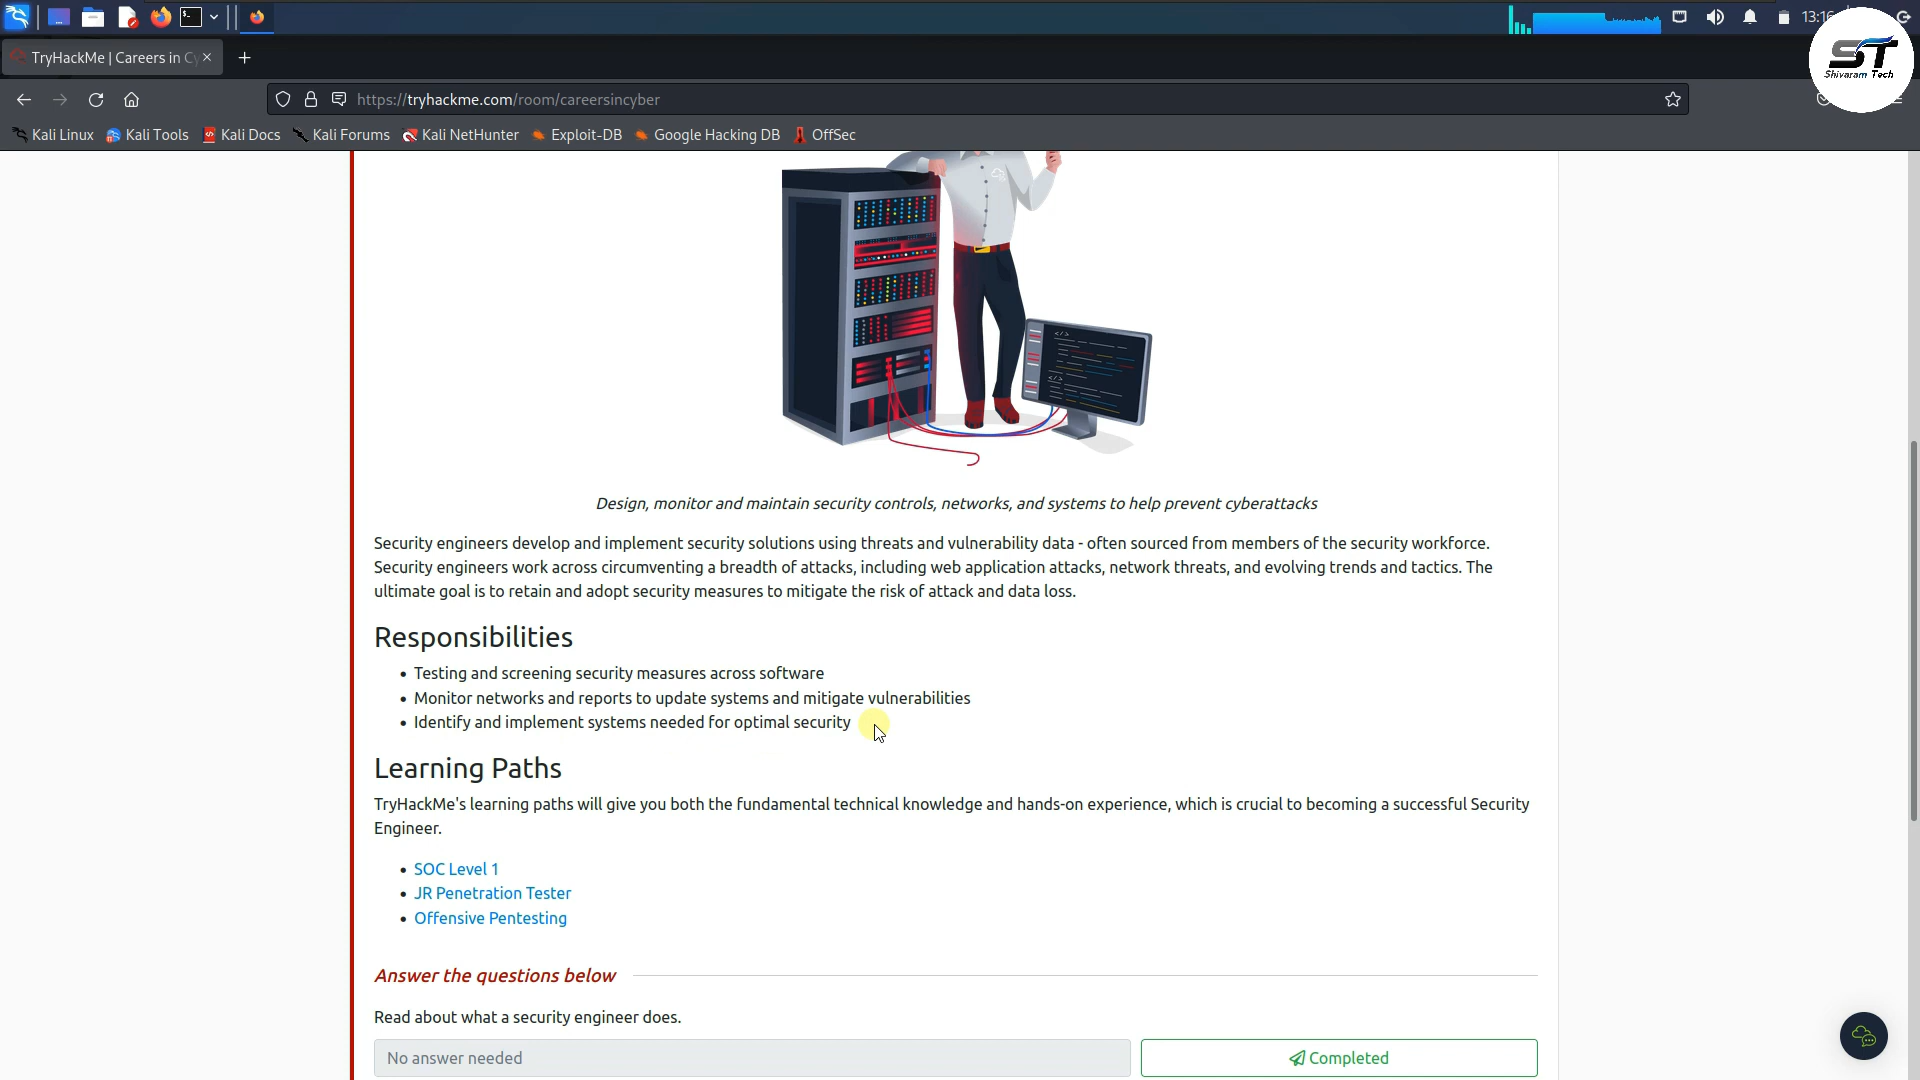 13:16
TryHackMe | Careers in Cy
ST
Shivaram Tech
https://tryhackme.com/room/careersincyber
Kali Linux Kali Tools Kali Docs Kali Forums Kali NetHunter Exploit-DB Google Hacking DB OffSec
Design, monitor and maintain security controls, networks, and systems to help prevent cyberattacks
Security engineers develop and implement security solutions using threats and vulnerability data - often sourced from members of the security workforce.
Security engineers work across circumventing a breadth of attacks, including web application attacks, network threats, and evolving trends and tactics. The
ultimate goal is to retain and adopt security measures to mitigate the risk of attack and data loss.
Responsibilities
• Testing and screening security measures across software
• Monitor networks and reports to update systems and mitigate vulnerabilities
• Identify and implement systems needed for optimal security
Learning Paths
TryHackMe's learning paths will give you both the fundamental technical knowledge and hands-on experience, which is crucial to becoming a successful Security
Engineer.
• SOC Level 1
• JR Penetration Tester
• Offensive Pentesting
Answer the questions below
Read about what a security engineer does.
No answer needed
Completed